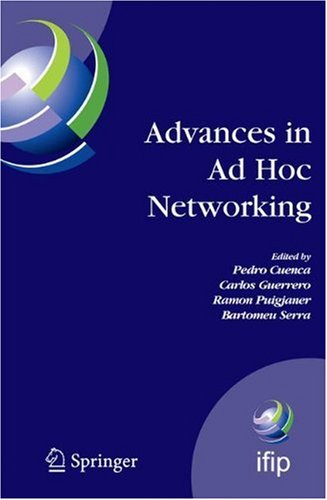 Advances in
Ad Hoc
Networking
Edited by
Pedro Cuenca
Carlos Guerrero
Ramon Puigjaner
Bartomeu Serra
Springer
ifip